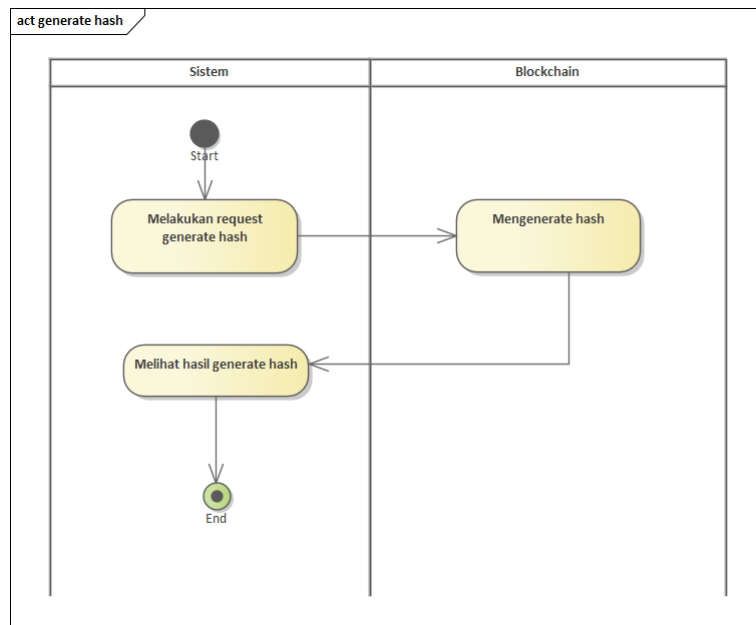 act generate hash
Sistem
Blockchain
Start
Melakukan request
generate hash
Mengenerate hash
Melihat hasil generate hash
End